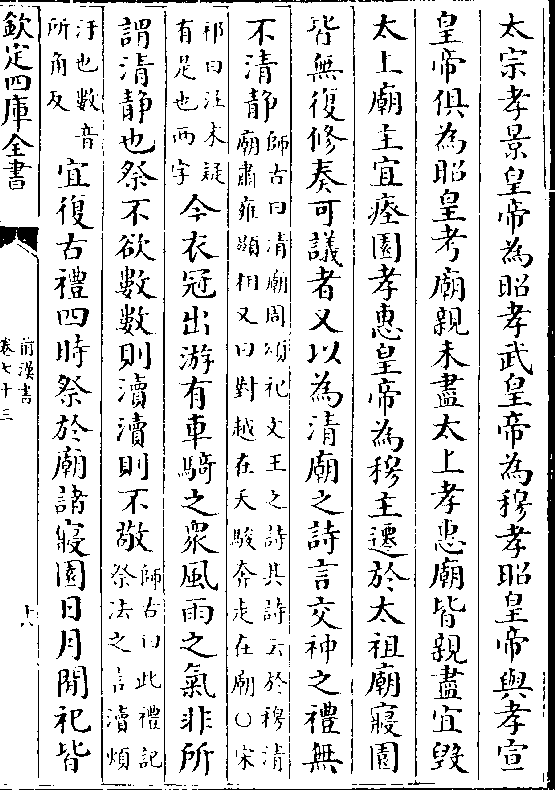 太宗孝景皇帝為昭孝武皇帝為穆孝昭皇帝與孝宣
皇帝俱為昭皇考廟親未盡太上孝惠廟皆親盡宜毀
太上廟主宜瘞園孝惠皇帝為穆主遷於太祖廟寢園
皆無復修奏可議者又以為清廟之詩言交神之禮無
不清静師古曰清廟周頌祀文王之詩其詩云於穆清
廟肅雍顯相又曰對越在天駿奔走在廟○宋
祁曰注末疑
有是也兩字今衣冠出游有車騎之衆風雨之氣非所
謂清静也祭不欲數數則瀆瀆則不敬師古曰此禮記
祭法之言瀆煩
汙也數音
所角反宜復古禮四時祭於廟諸寢園日月間祀皆
欽定四庫全書
前漢書
卷七十三